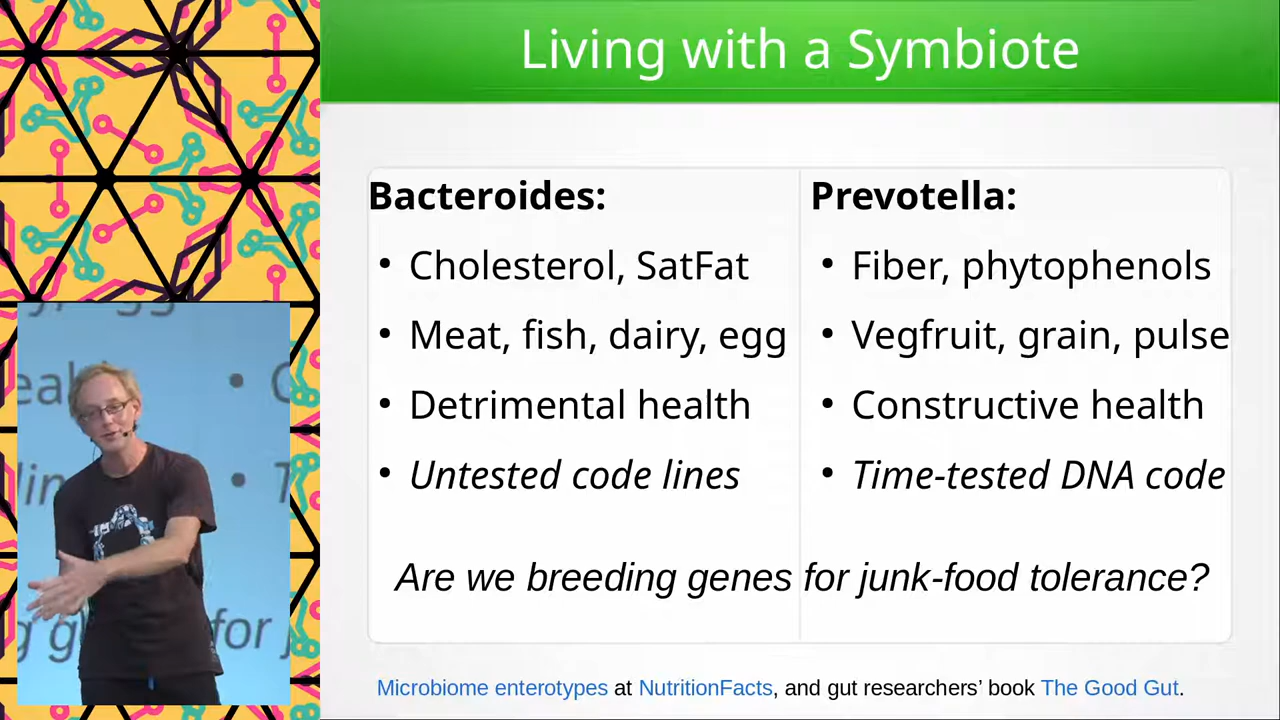 Living with a Symbiote
Bacteroides:
• Cholesterol, SatFat
• Meat, fish, dairy, egg
• Detrimental health
• Untested code lines
Prevotella:
• Fiber, phytophenols
• Vegfruit, grain, pulse
• Constructive health
• Time-tested DNA code
Are we breeding genes for junk-food tolerance?
Microbiome enterotypes at NutritionFacts, and gut researchers’ book The Good Gut.
for